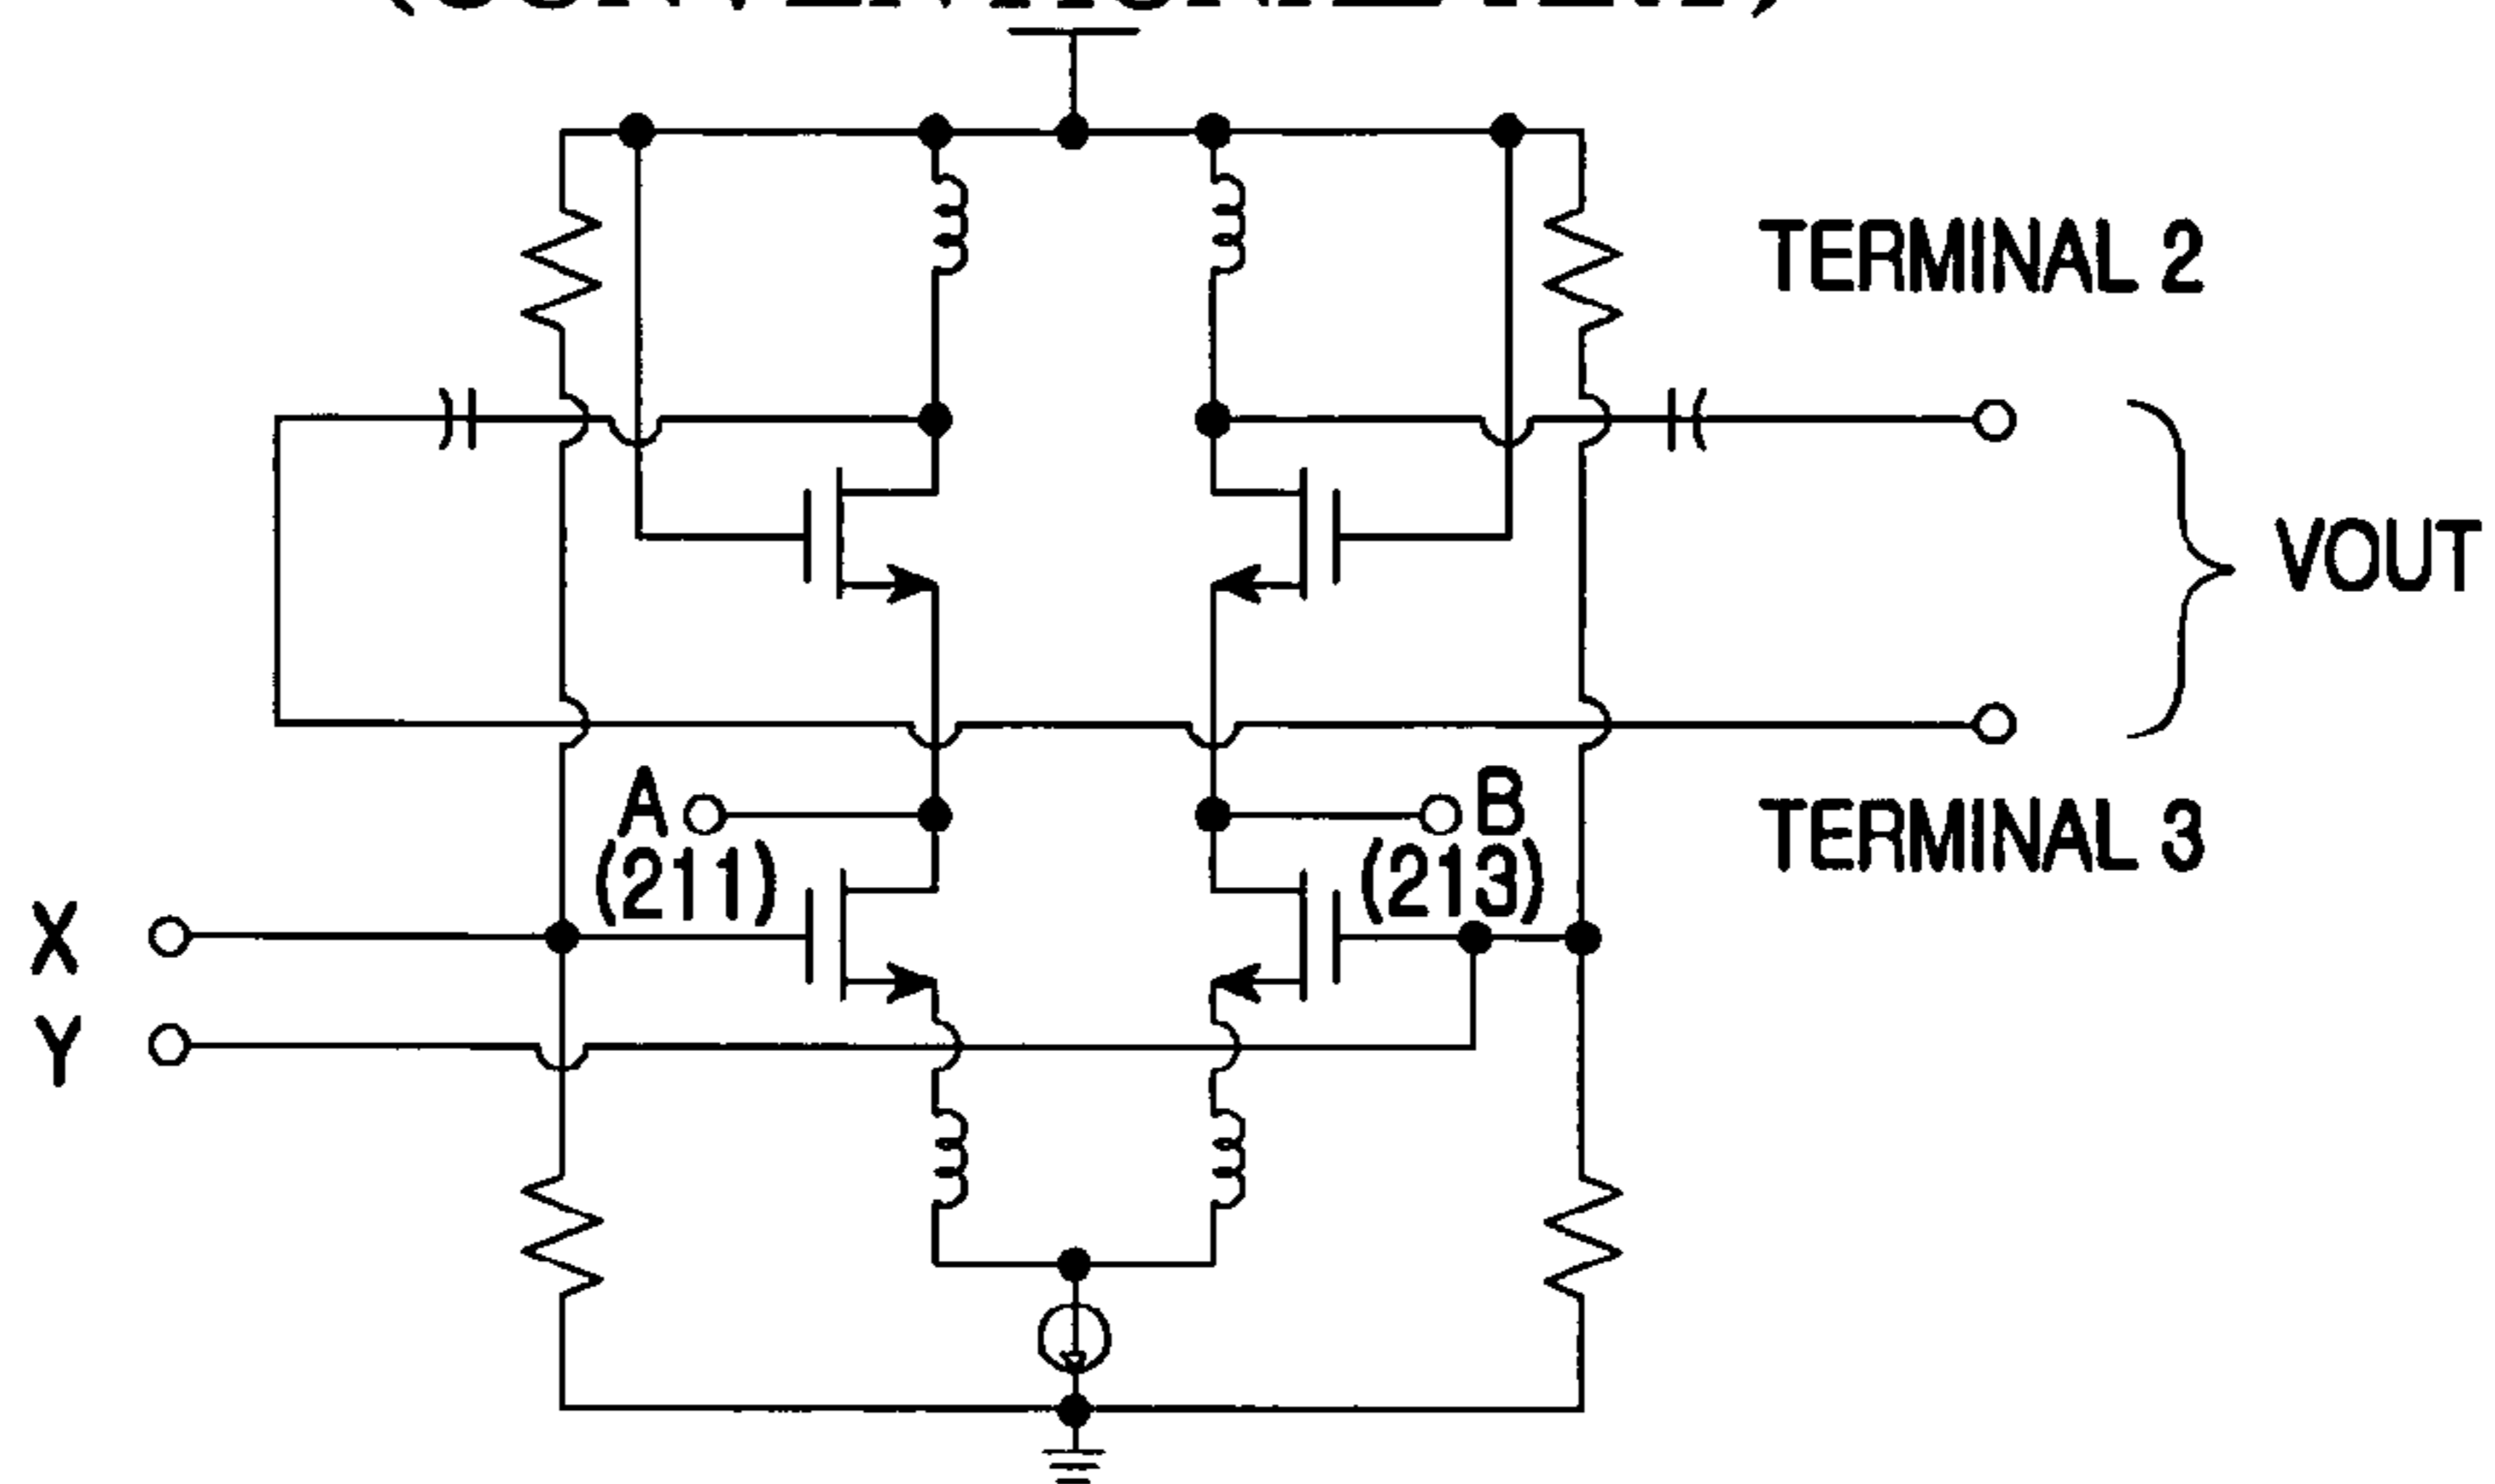 TERMINAL 2
VOUT
A
(211)
B
(213)
TERMINAL 3
X
Y